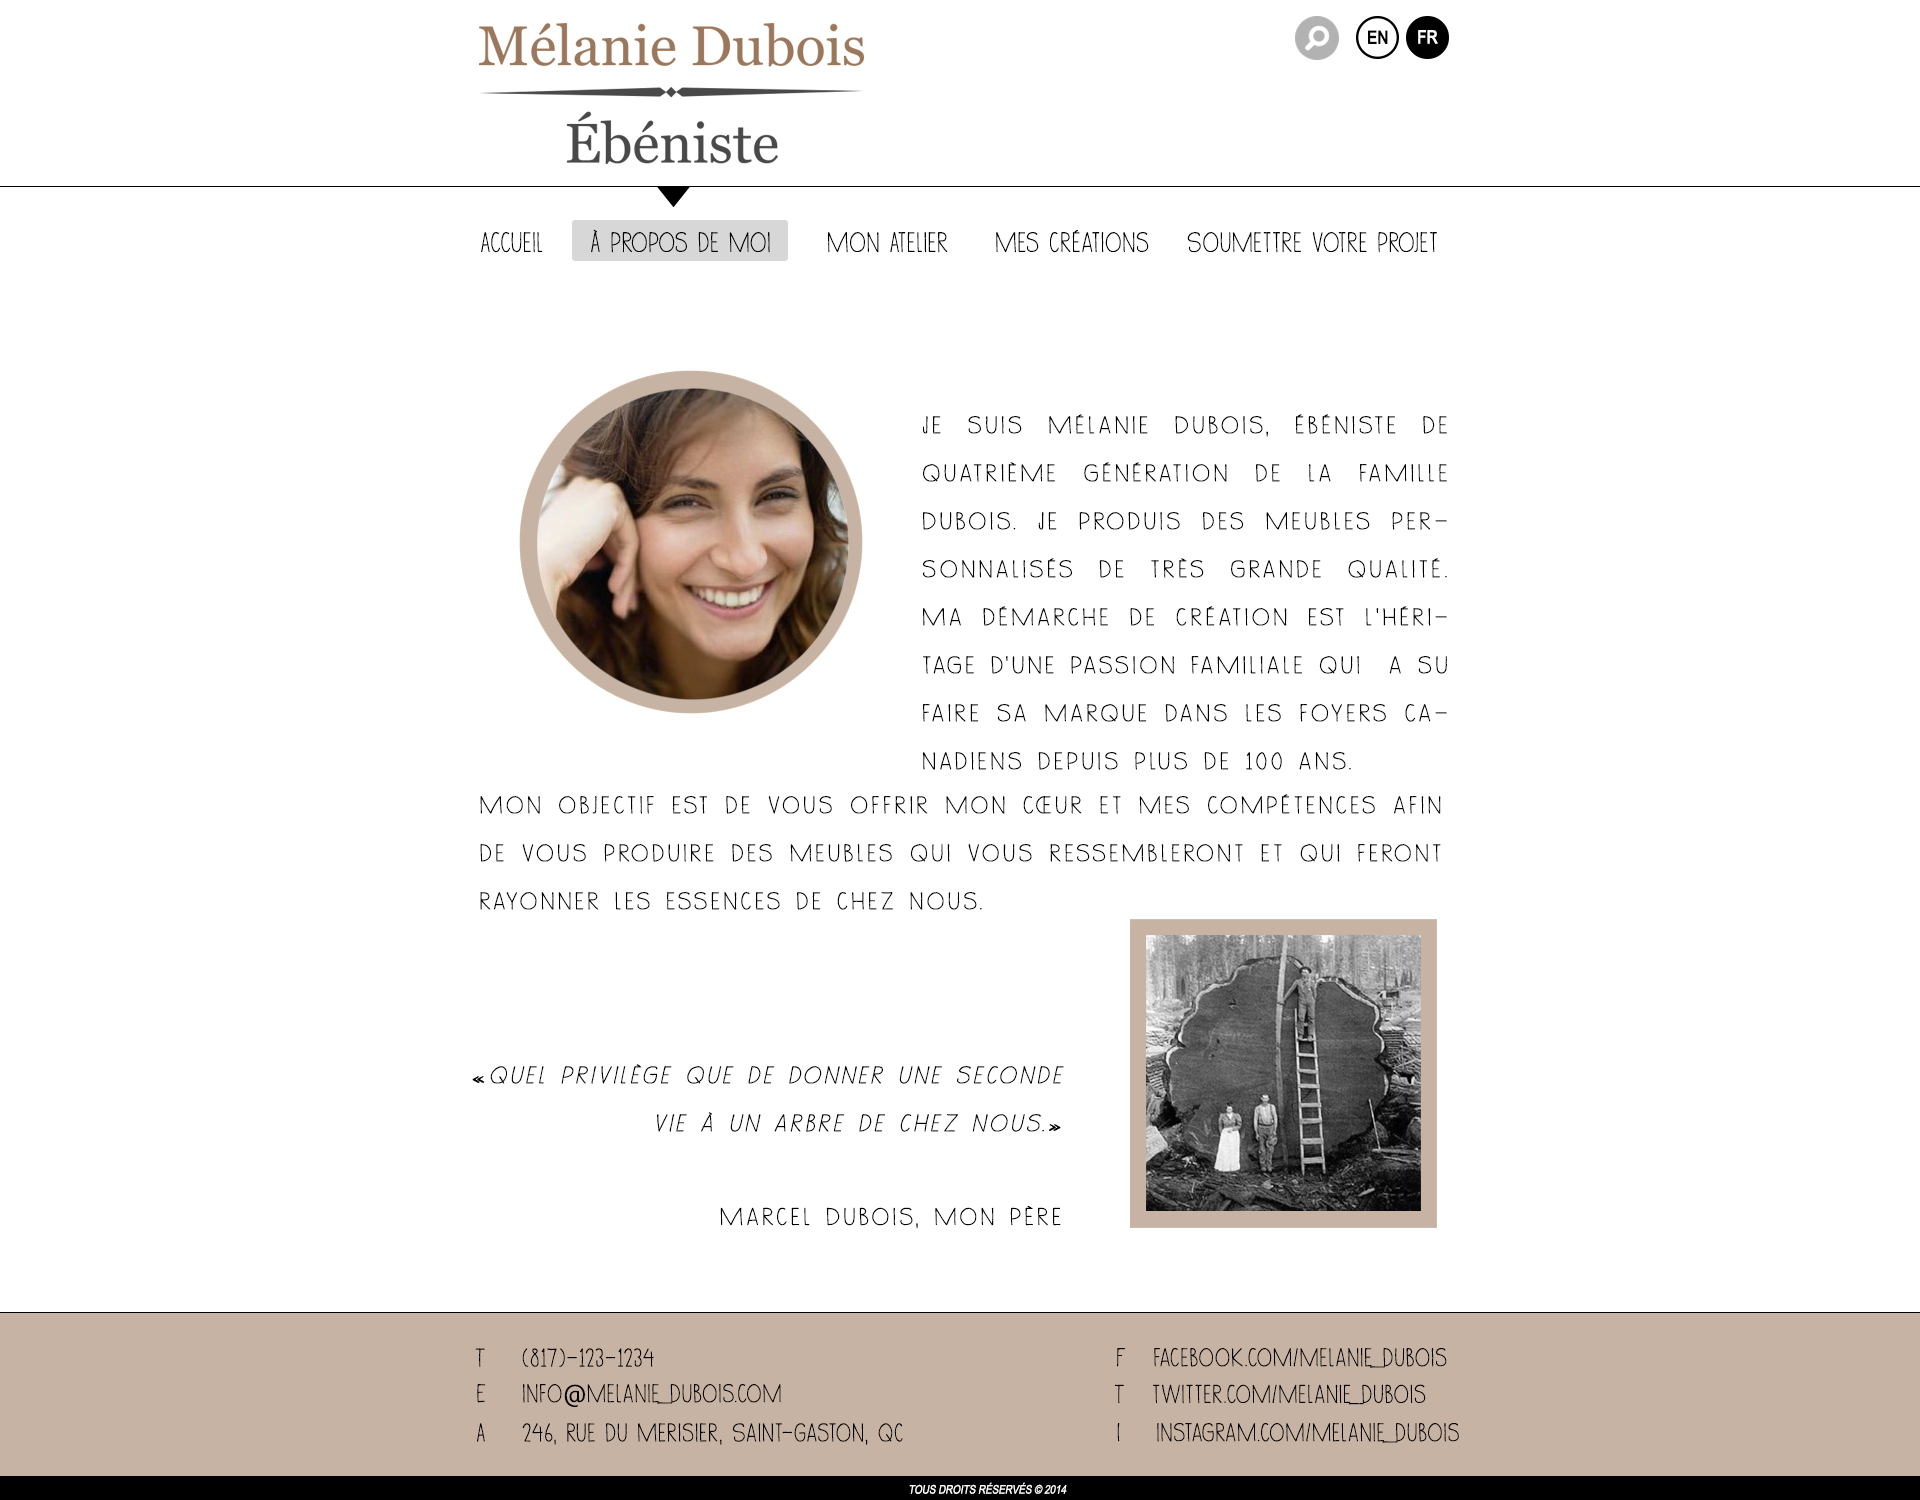 Mélanie Dubois
Ébéniste
EN FR
ACCUEIL À PROPOS DE MOI MON ATELIER MES CRÉATIONS SOUMETTRE VOTRE PROJET
JE SUIS MÉLANIE DUBOIS, ÉBÉNISTE DE
QUATRIÈME GÉNÉRATION DE LA FAMILLE
DUBOIS. JE PRODUIS DES MEUBLES PER-
SONNALISÉS DE TRÈS GRANDE QUALITÉ.
MA DÉMARCHE DE CRÉATION EST L'HÉRI-
TAGE D'UNE PASSION FAMILIALE QUI A SU
FAIRE SA MARQUE DANS LES FOYERS CA-
NADIENS DEPUIS PLUS DE 100 ANS.
MON OBJECTIF EST DE VOUS OFFRIR MON CŒUR ET MES COMPÉTENCES AFIN
DE VOUS PRODUIRE DES MEUBLES QUI VOUS RESSEMBLERONT ET QUI FERONT
RAYONNER LES ESSENCES DE CHEZ NOUS.
«QUEL PRIVILÈGE QUE DE DONNER UNE SECONDE
VIE À UN ARBRE DE CHEZ NOUS.»
MARCEL DUBOIS, MON PÈRE
T (817)-123-1234
E INFO@MELANIE_DUBOIS.COM
A 246, RUE DU MERISIER, SAINT-GASTON, QC
F FACEBOOK.COM/MELANIE_DUBOIS
T TWITTER.COM/MELANIE_DUBOIS
I INSTAGRAM.COM/MELANIE_DUBOIS
TOUS DROITS RÉSERVÉS © 2014